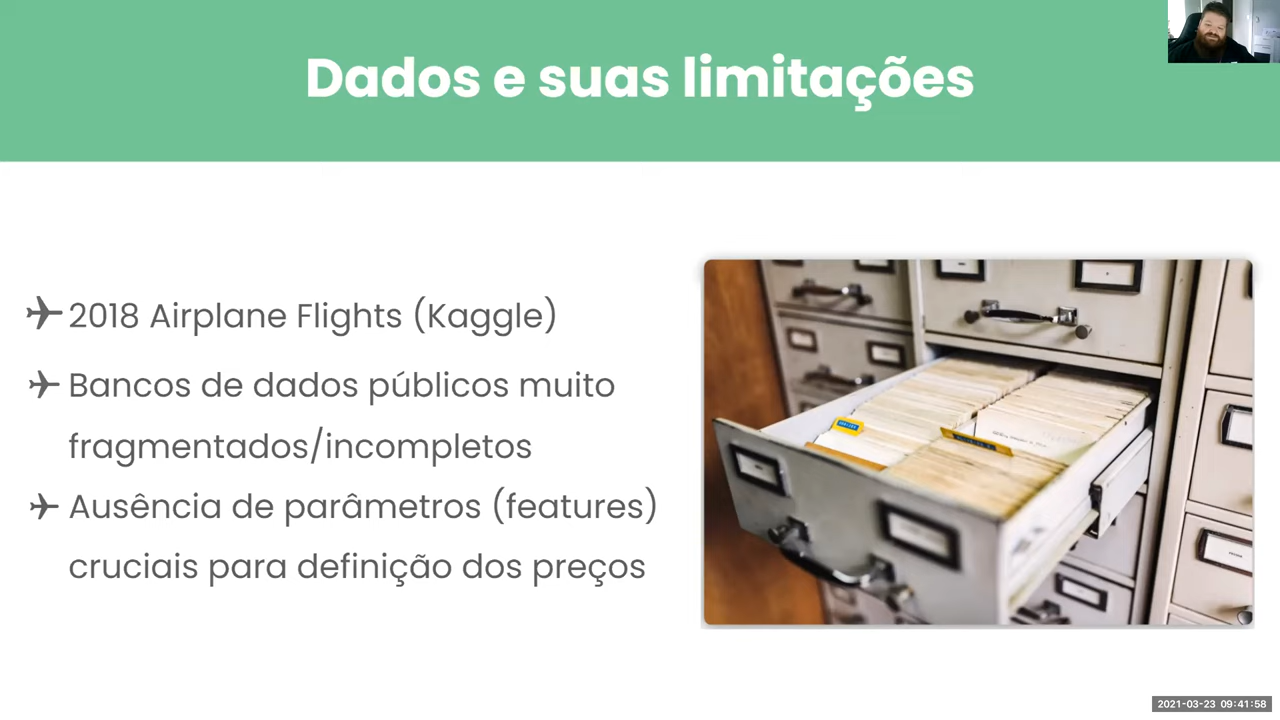 Dados e suas limitações
2018 Airplane Flights (Kaggle)
Bancos de dados públicos muito
fragmentados/incompletos
Ausência de parâmetros (features)
cruciais para definição dos preços
2021-03-23 09:41:58